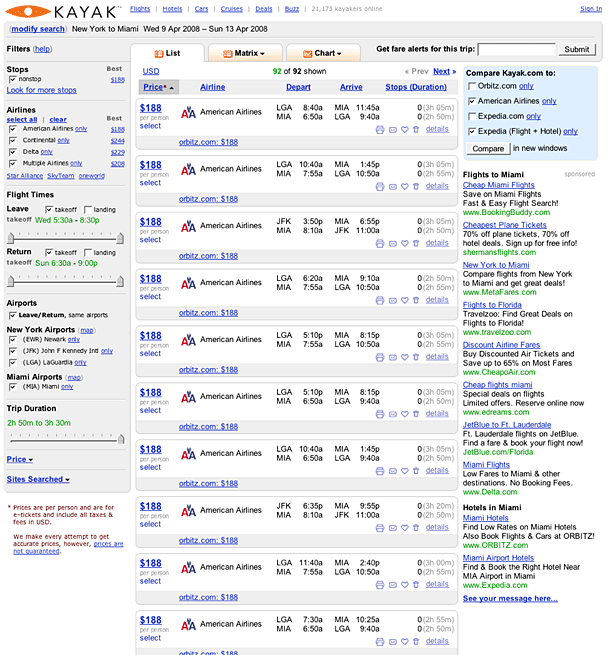 KAYAK
Flights | Hotels | Cars | Cruises | Deals | Buzz | 21,173 kayakers online
Sign In
(modify search) New York to Miami Wed 9 Apr 2008 – Sun 13 Apr 2008
Filters (help)
Stops Best
nonstop $188
Look for more stops
Airlines Best
select all | clear
American Airlines only $188
Continental only $244
Delta only $229
Multiple Airlines only $208
Star Alliance SkyTeam oneworld
Flight Times
Leave takeoff landing
takeoff Wed 5:30a - 8:30p
Return takeoff landing
takeoff Sun 6:30a - 9:00p
Airports
Leave/Return, same airports
New York Airports (map)
(EWR) Newark only
(JFK) John F Kennedy Intl only
(LGA) LaGuardia only
Miami Airports (map)
(MIA) Miami only
Trip Duration
2h 50m to 3h 30m
Price
Sites Searched
* Prices are per person and are for
e-tickets and include all taxes &
fees in USD.
We make every attempt to get
accurate prices, however, prices are
not guaranteed.
List Matrix Chart
Get fare alerts for this trip: Submit
USD 92 of 92 shown « Prev Next »
Price* Airline Depart Arrive Stops (Duration)
$188 per person select American Airlines
LGA 8:40a MIA 11:45a 0 (3h 05m)
MIA 6:50a LGA 9:40a 0 (2h 50m)
details
orbitz.com: $188
$188 per person select American Airlines
LGA 10:40a MIA 1:45p 0 (3h 05m)
MIA 7:55a LGA 10:50a 0 (2h 55m)
details
orbitz.com: $188
$188 per person select American Airlines
JFK 3:50p MIA 6:55p 0 (3h 05m)
MIA 8:10a JFK 11:00a 0 (2h 50m)
details
orbitz.com: $188
$188 per person select American Airlines
LGA 6:20a MIA 9:10a 0 (2h 50m)
MIA 7:55a LGA 10:50a 0 (2h 55m)
details
orbitz.com: $188
$188 per person select American Airlines
LGA 5:10p MIA 8:15p 0 (3h 05m)
MIA 7:55a LGA 10:50a 0 (2h 55m)
details
orbitz.com: $188
$188 per person select American Airlines
LGA 5:10p MIA 8:15p 0 (3h 05m)
MIA 6:50a LGA 9:40a 0 (2h 50m)
details
orbitz.com: $188
$188 per person select American Airlines
LGA 10:40a MIA 1:45p 0 (3h 05m)
MIA 6:50a LGA 9:40a 0 (2h 50m)
details
orbitz.com: $188
$188 per person select American Airlines
JFK 6:35p MIA 9:55p 0 (3h 20m)
MIA 8:10a JFK 11:00a 0 (2h 50m)
details
orbitz.com: $188
$188 per person select American Airlines
LGA 11:40a MIA 2:40p 0 (3h 00m)
MIA 7:55a LGA 10:50a 0 (2h 55m)
details
orbitz.com: $188
$188 per person select American Airlines
LGA 7:30a MIA 10:25a 0 (2h 55m)
MIA 6:50a LGA 9:40a 0 (2h 50m)
details
orbitz.com: $188
Compare Kayak.com to:
Orbitz.com only
American Airlines only
Expedia.com only
Expedia (Flight + Hotel) only
Compare in new windows
Flights to Miami sponsored
Cheap Miami Flights
Save on Miami Flights
Fast & Easy Flight Search!
www.BookingBuddy.com
Cheapest Plane Tickets
70% off plane tickets, 70% off
hotel deals. Sign up for free info!
shermansflights.com
New York to Miami
Compare flights from New York
to Miami and get great deals!
www.MetaFares.com
Flights to Florida
Travelzoo: Find Great Deals on
Flights to Florida!
www.travelzoo.com
Discount Airline Fares
Buy Discounted Air Tickets and
Save up to 65% on Most Fares
www.CheapoAir.com
Cheap flights miami
Special deals on flights
Limited offers. Reserve online now
www.edreams.com
JetBlue to Ft. Lauderdale
Ft. Lauderdale flights on JetBlue.
Find a fare & book your flight now!
JetBlue.com/Florida
Miami Flights
Low Fares to Miami & other
destinations. No Booking Fees.
www.Delta.com
Hotels in Miami
Miami Hotels
Find Low Rates on Miami Hotels
Also Book Flights & Cars at ORBITZ!
www.ORBITZ.com
Miami Airport Hotels
Find & Book the Right Hotel Near
MIA Airport in Miami
www.Expedia.com
See your message here...